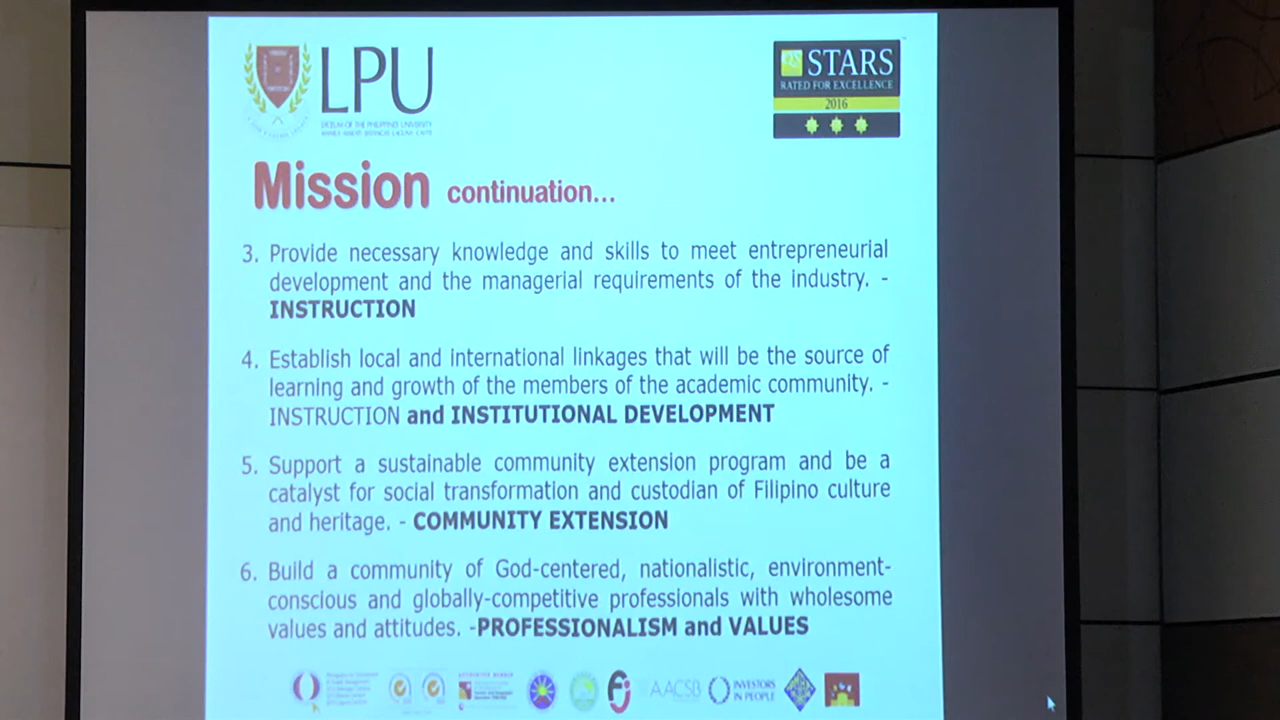 LPU
LYCEUM OF THE PHILIPPINES UNIVERSITY
STARS
RATED FOR EXCELLENCE
2016
Mission continuation...
3. Provide necessary knowledge and skills to meet entrepreneurial
development and the managerial requirements of the industry. -
INSTRUCTION
4. Establish local and international linkages that will be the source of
learning and growth of the members of the academic community. -
INSTRUCTION and INSTITUTIONAL DEVELOPMENT
5. Support a sustainable community extension program and be a
catalyst for social transformation and custodian of Filipino culture
and heritage. - COMMUNITY EXTENSION
6. Build a community of God-centered, nationalistic, environment-
conscious and globally-competitive professionals with wholesome
values and attitudes. -PROFESSIONALISM and VALUES
AACSB
INVESTORS
IN PEOPLE